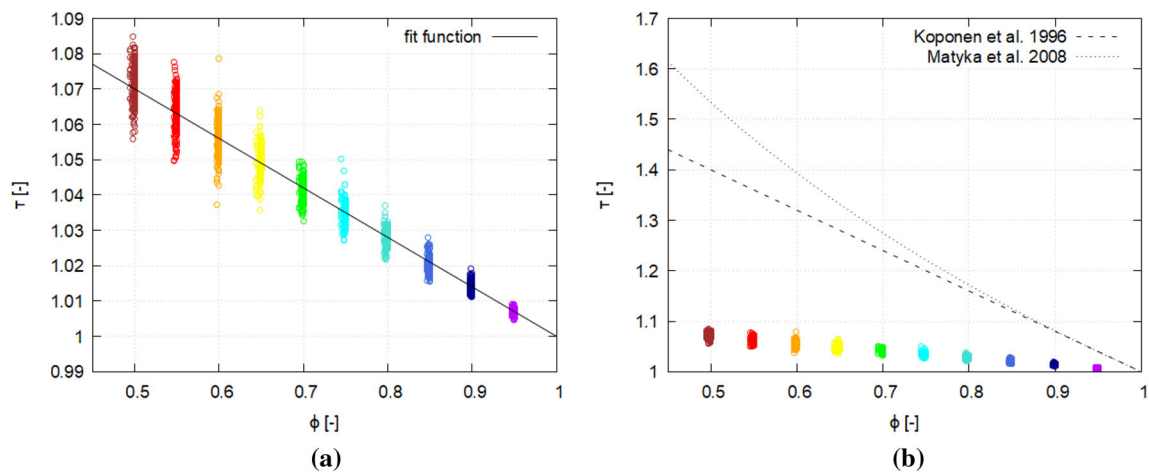 1.09
1.08
1.07
1.06
1.05
1.04
1.03
1.02
1.01
1
0.99
τ [-]
fit function
0.5 0.6 0.7 0.8 0.9 1
ϕ [-]
(a)
1.7
1.6
1.5
1.4
1.3
1.2
1.1
1
τ [-]
Koponen et al. 1996
Matyka et al. 2008
0.5 0.6 0.7 0.8 0.9 1
ϕ [-]
(b)